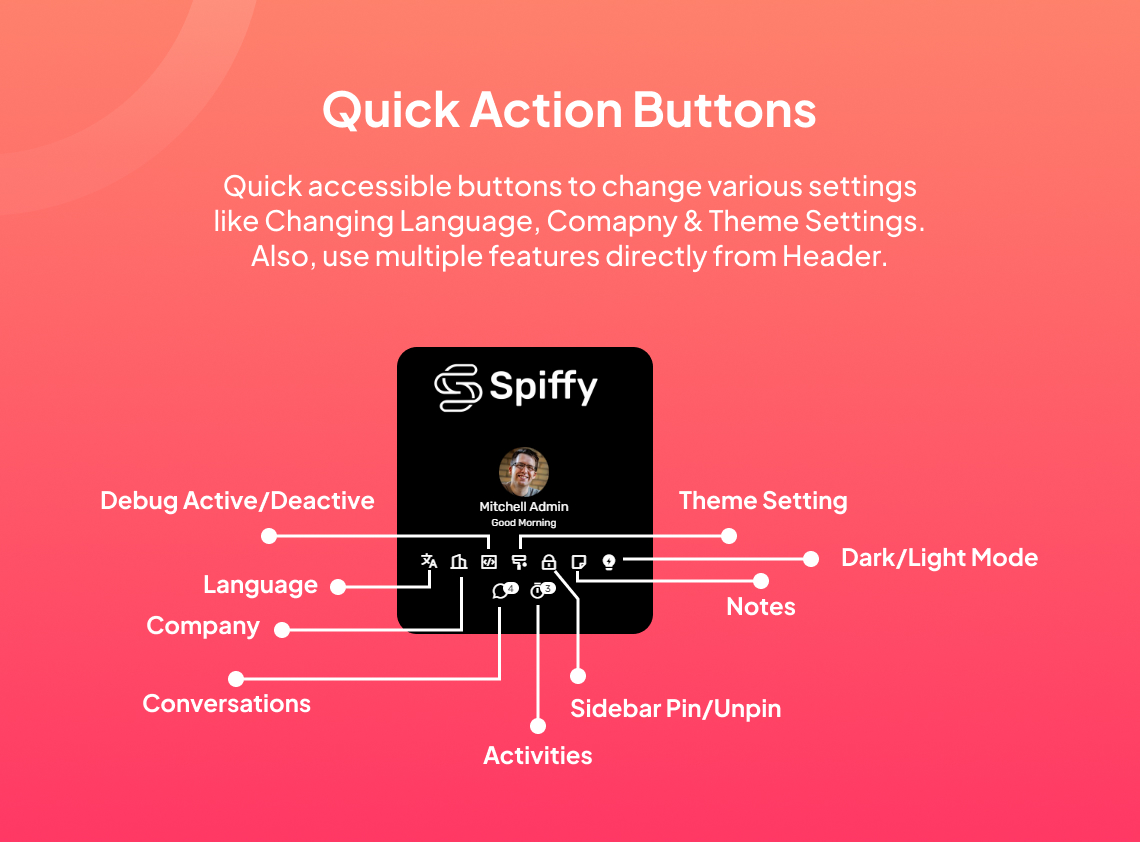 Quick Action Buttons
Quick accessible buttons to change various settings
like Changing Language, Comapny & Theme Settings.
Also, use multiple features directly from Header.
Spiffy
Mitchell Admin
Good Morning
Debug Active/Deactive
Theme Setting
Dark/Light Mode
Language
4
3
Notes
Company
Conversations
Sidebar Pin/Unpin
Activities